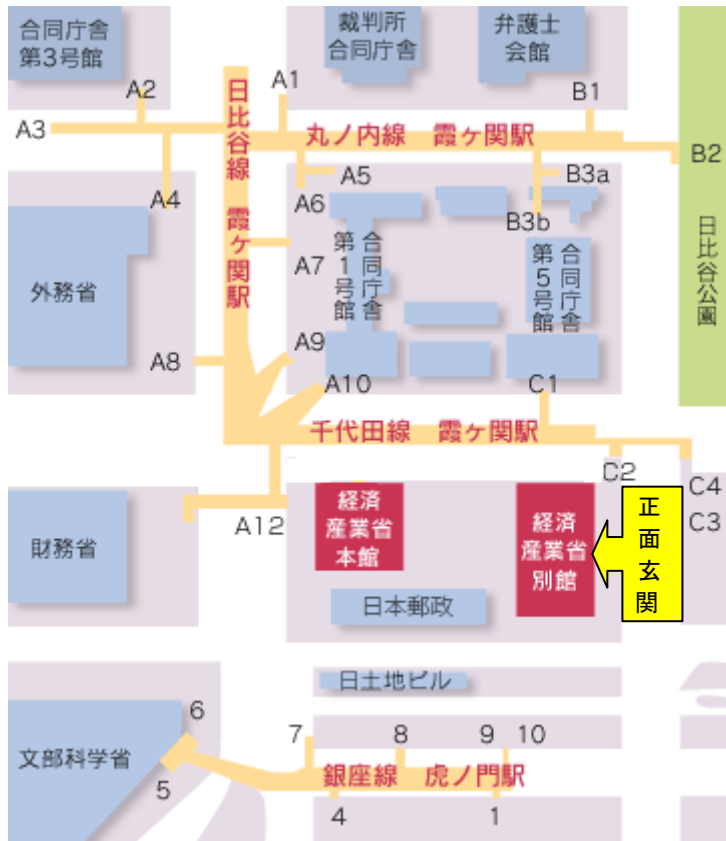 合同庁舎
第3号館
裁判所
合同庁舎
弁護士
会館
A2
A1
B1
A3
日比谷線 霞ヶ関駅
丸ノ内線 霞ヶ関駅
B2
A4
A5
B3a
A6
B3b
日比谷公園
外務省
A7
合同庁舎
第1号館
合同庁舎
第5号館
A9
A8
A10
C1
千代田線 霞ヶ関駅
C2
C4
C3
A12
財務省
経済
産業省
本館
経済
産業省
別館
正面玄関
日本郵政
日土地ビル
6
文部科学省
5
7
8
9
10
銀座線 虎ノ門駅
4
1